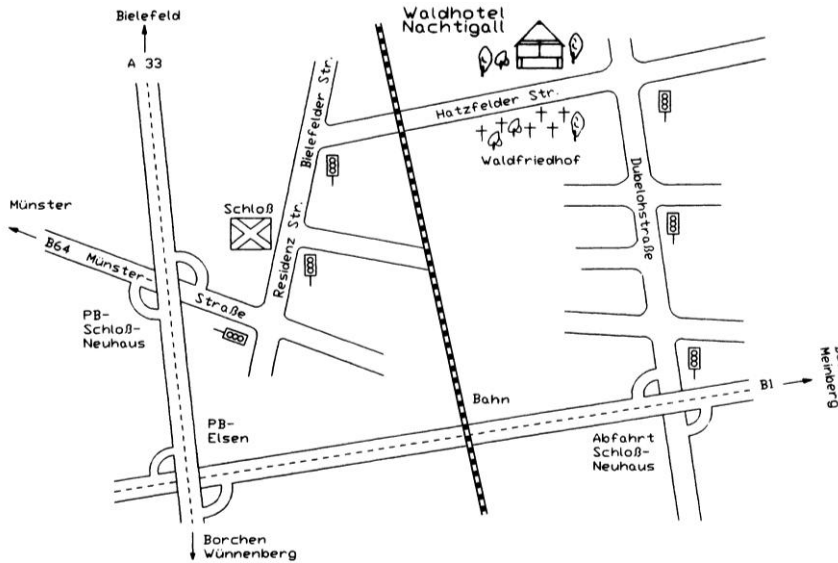 Bielefeld
A 33
Waldhotel
Nachtigall
Bielefelder Str.
Hatzfelder Str.
Waldfriedhof
Dubelohstraße
Münster
Schloß
B64 Münster-
Straße
Residenz Str.
PB-
Schloß-
Neuhaus
Bahn
B1
Meinberg
PB-
Elsen
Abfahrt
Schloß-
Neuhaus
Borchen
Wünnenberg